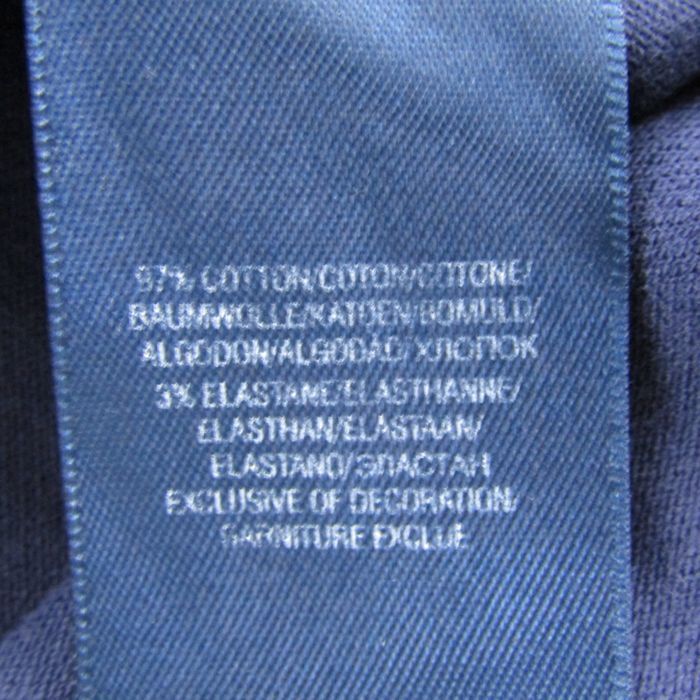 97% COTTON/COTON/COTONE/
BAUMWOLLE/KATOEN/BOMULD/
ALGODON/ALGODÃO/ХЛОПОК
3% ELASTANE/ELASTHANNE/
ELASTHAN/ELASTAAN/
ELASTANO/ЭЛАСТАН
EXCLUSIVE OF DECORATION/
GARNITURE EXCLUE